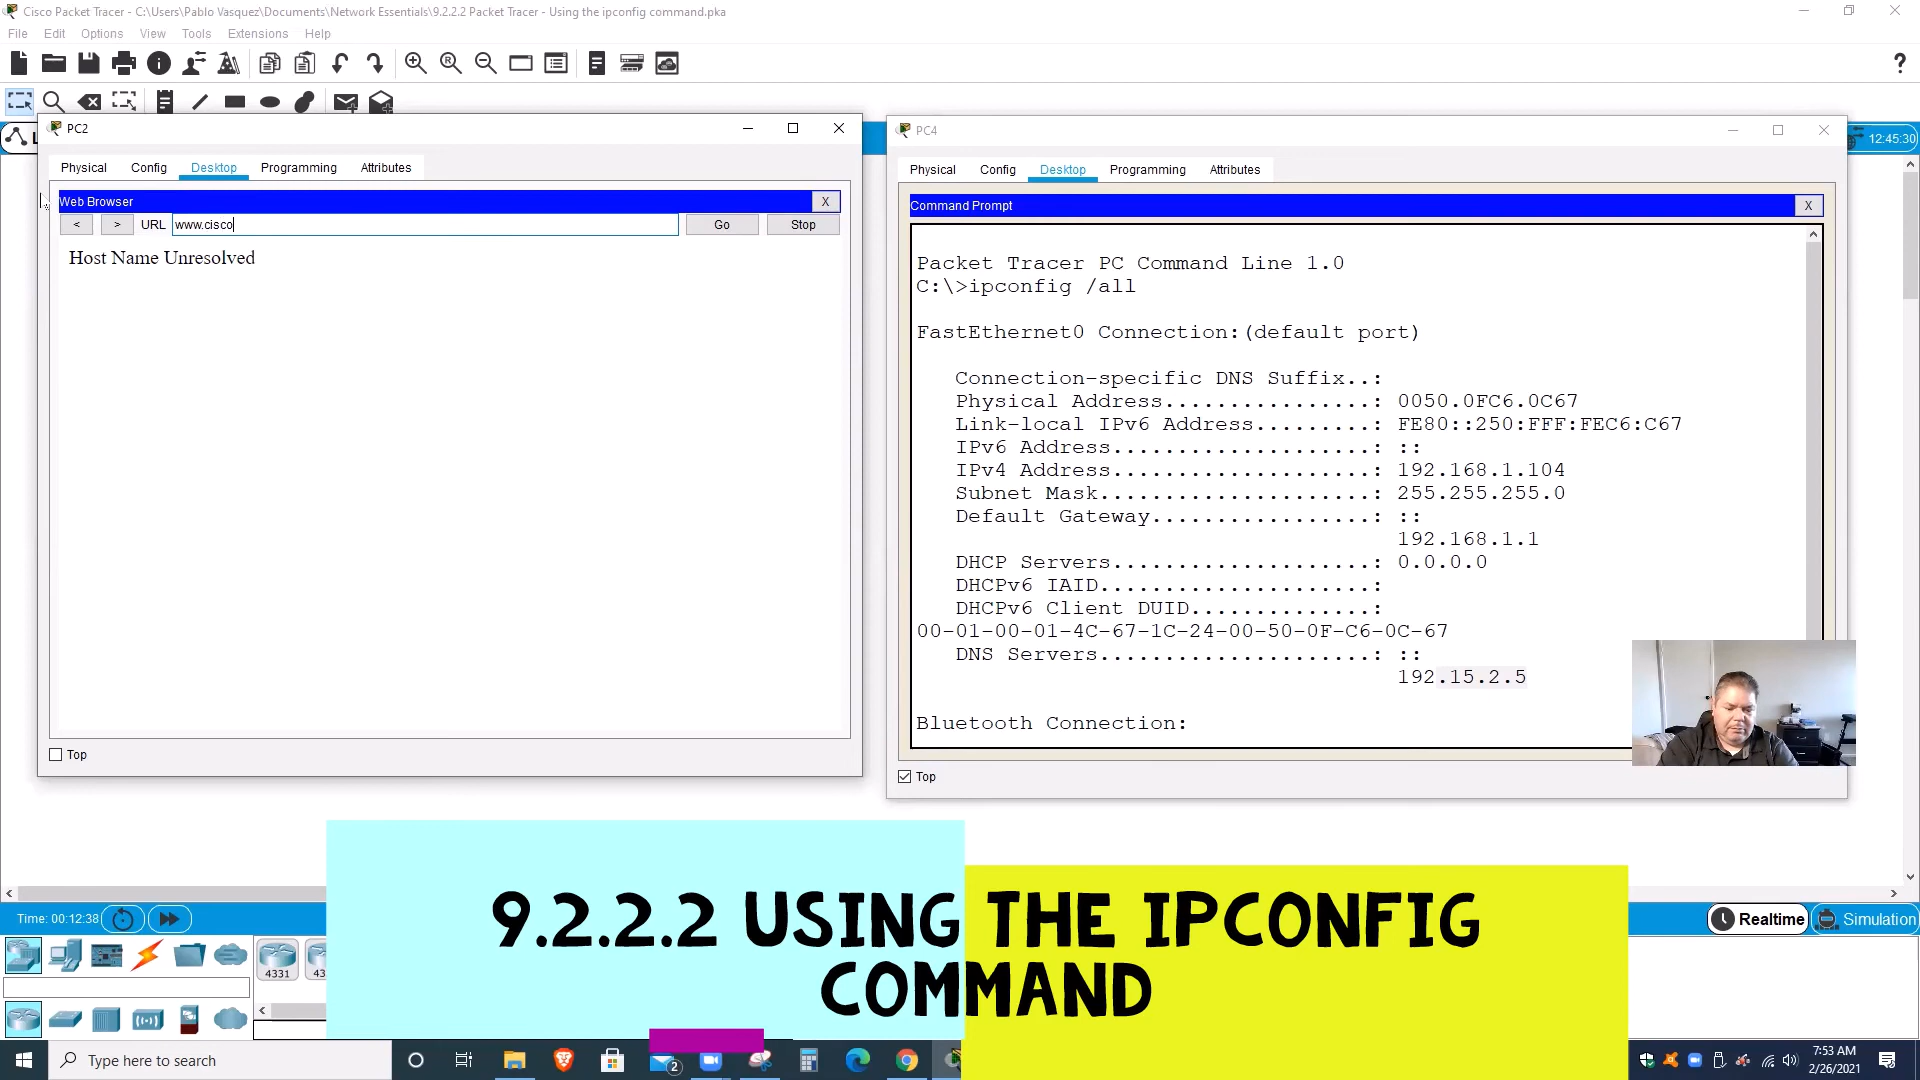 Cisco Packet Tracer - C:\Users\Pablo Vasquez\Documents\Network Essentials\9.2.2.2 Packet Tracer - Using the ipconfig command.pka
File Edit Options View Tools Extensions Help
12:45:30
PC2
Physical Config Desktop Programming Attributes
Web Browser X
< > URL www.cisco Go Stop
Host Name Unresolved
Top
PC4
Physical Config Desktop Programming Attributes
Command Prompt X
Packet Tracer PC Command Line 1.0
C:\>ipconfig /all
FastEthernet0 Connection:(default port)
Connection-specific DNS Suffix..:
Physical Address................: 0050.0FC6.0C67
Link-local IPv6 Address.........: FE80::250:FFF:FEC6:C67
IPv6 Address....................: ::
IPv4 Address....................: 192.168.1.104
Subnet Mask.....................: 255.255.255.0
Default Gateway.................: ::
192.168.1.1
DHCP Servers....................: 0.0.0.0
DHCPv6 IAID.....................:
DHCPv6 Client DUID..............:
00-01-00-01-4C-67-1C-24-00-50-0F-C6-0C-67
DNS Servers.....................: ::
192.15.2.5
Bluetooth Connection:
Top
Time: 00:12:38
Realtime Simulation
4331
9.2.2.2 USING THE IPCONFIG
COMMAND
Type here to search
2
7:53 AM
2/26/2021